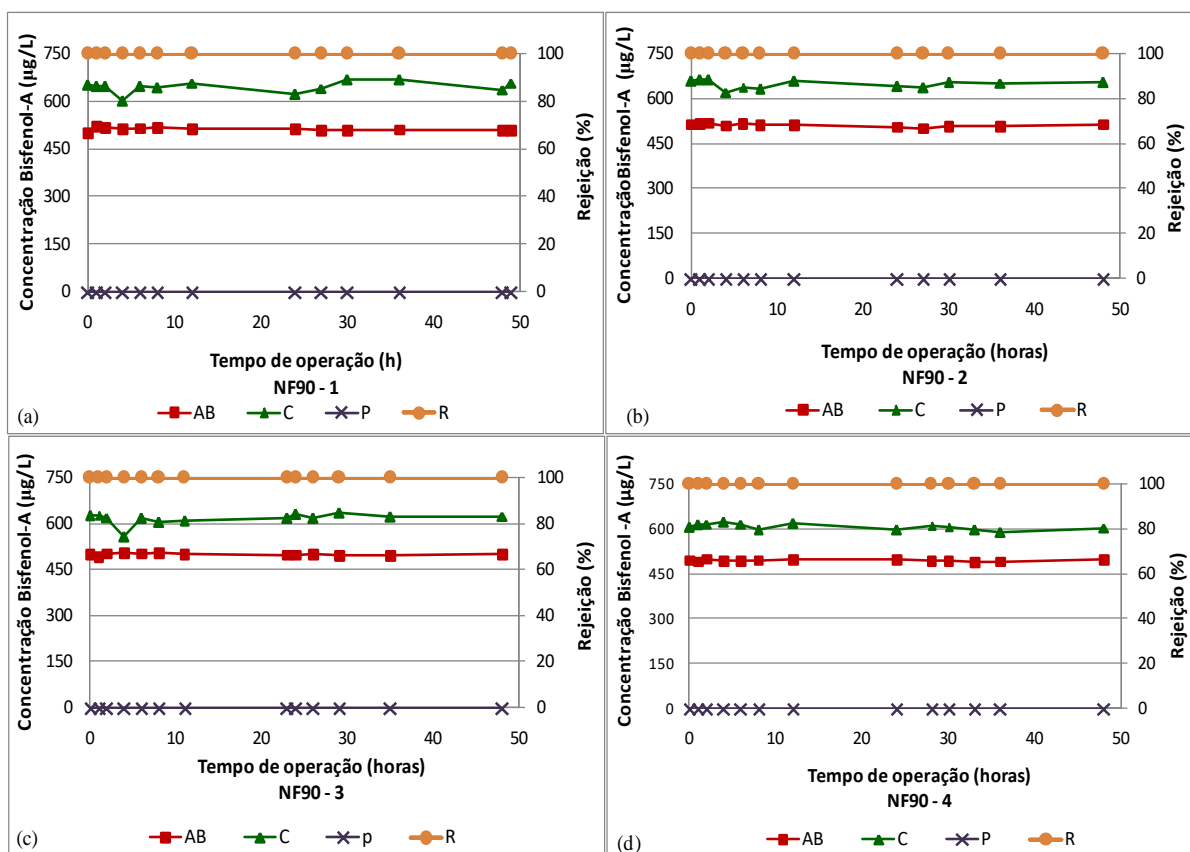 Concentração Bisfenol-A (µg/L)
750
600
450
300
150
0
100
80
60
40
20
0
Rejeição (%)
0 10 20 30 40 50
Tempo de operação (h)
NF90 - 1
(a)
AB C P R
ConcentraçãoBisfenol-A (µg/L)
750
600
450
300
150
0
100
80
60
40
20
0
Rejeição (%)
0 10 20 30 40 50
Tempo de operação (horas)
NF90 - 2
(b)
AB C P R
Concentração Bisfenol-A (µg/L)
750
600
450
300
150
0
100
80
60
40
20
0
Rejeição (%)
0 10 20 30 40 50
Tempo de operação (horas)
NF90 - 3
(c)
AB C p R
Concentração Bisfenol-A (µg/L)
750
600
450
300
150
0
100
80
60
40
20
0
Rejeição (%)
0 10 20 30 40 50
Tempo de operação (horas)
NF90 - 4
(d)
AB C P R